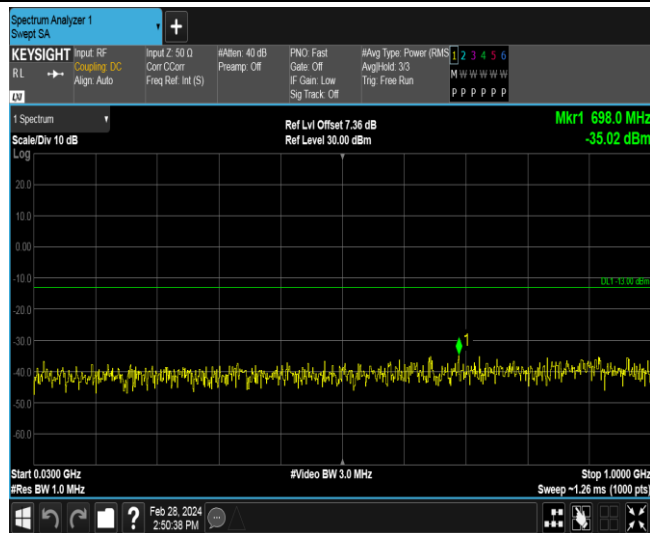 Spectrum Analyzer 1
Swept SA
+
KEYSIGHT
RL
Input: RF
Coupling: DC
Align: Auto
Input Z: 50 Ω
Corr CCorr
Freq Ref: Int (S)
#Atten: 40 dB
Preamp: Off
PNO: Fast
Gate: Off
IF Gain: Low
Sig Track: Off
#Avg Type: Power (RMS
Avg|Hold: 3/3
Trig: Free Run
1 2 3 4 5 6
M W W W W W
P P P P P P
1 Spectrum
Scale/Div 10 dB
Log
Ref Lvl Offset 7.36 dB
Ref Level 30.00 dBm
Mkr1 698.0 MHz
-35.02 dBm
20.0
10.0
0.00
-10.0
DL1 -13.00 dBm
-20.0
-30.0
1
-40.0
-50.0
-60.0
Start 0.0300 GHz
#Res BW 1.0 MHz
#Video BW 3.0 MHz
Stop 1.0000 GHz
Sweep ~1.26 ms (1000 pts)
?
Feb 28, 2024
2:50:38 PM